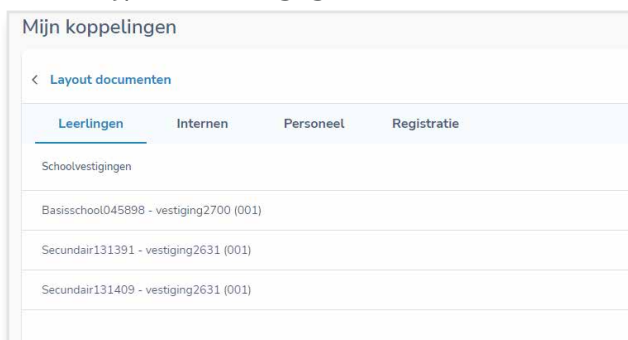 Mijn koppelingen
< Layout documenten
Leerlingen Internen Personeel Registratie
Schoolvestigingen
Basisschool045898 - vestiging2700 (001)
Secundair131391 - vestiging2631 (001)
Secundair131409 - vestiging2631 (001)